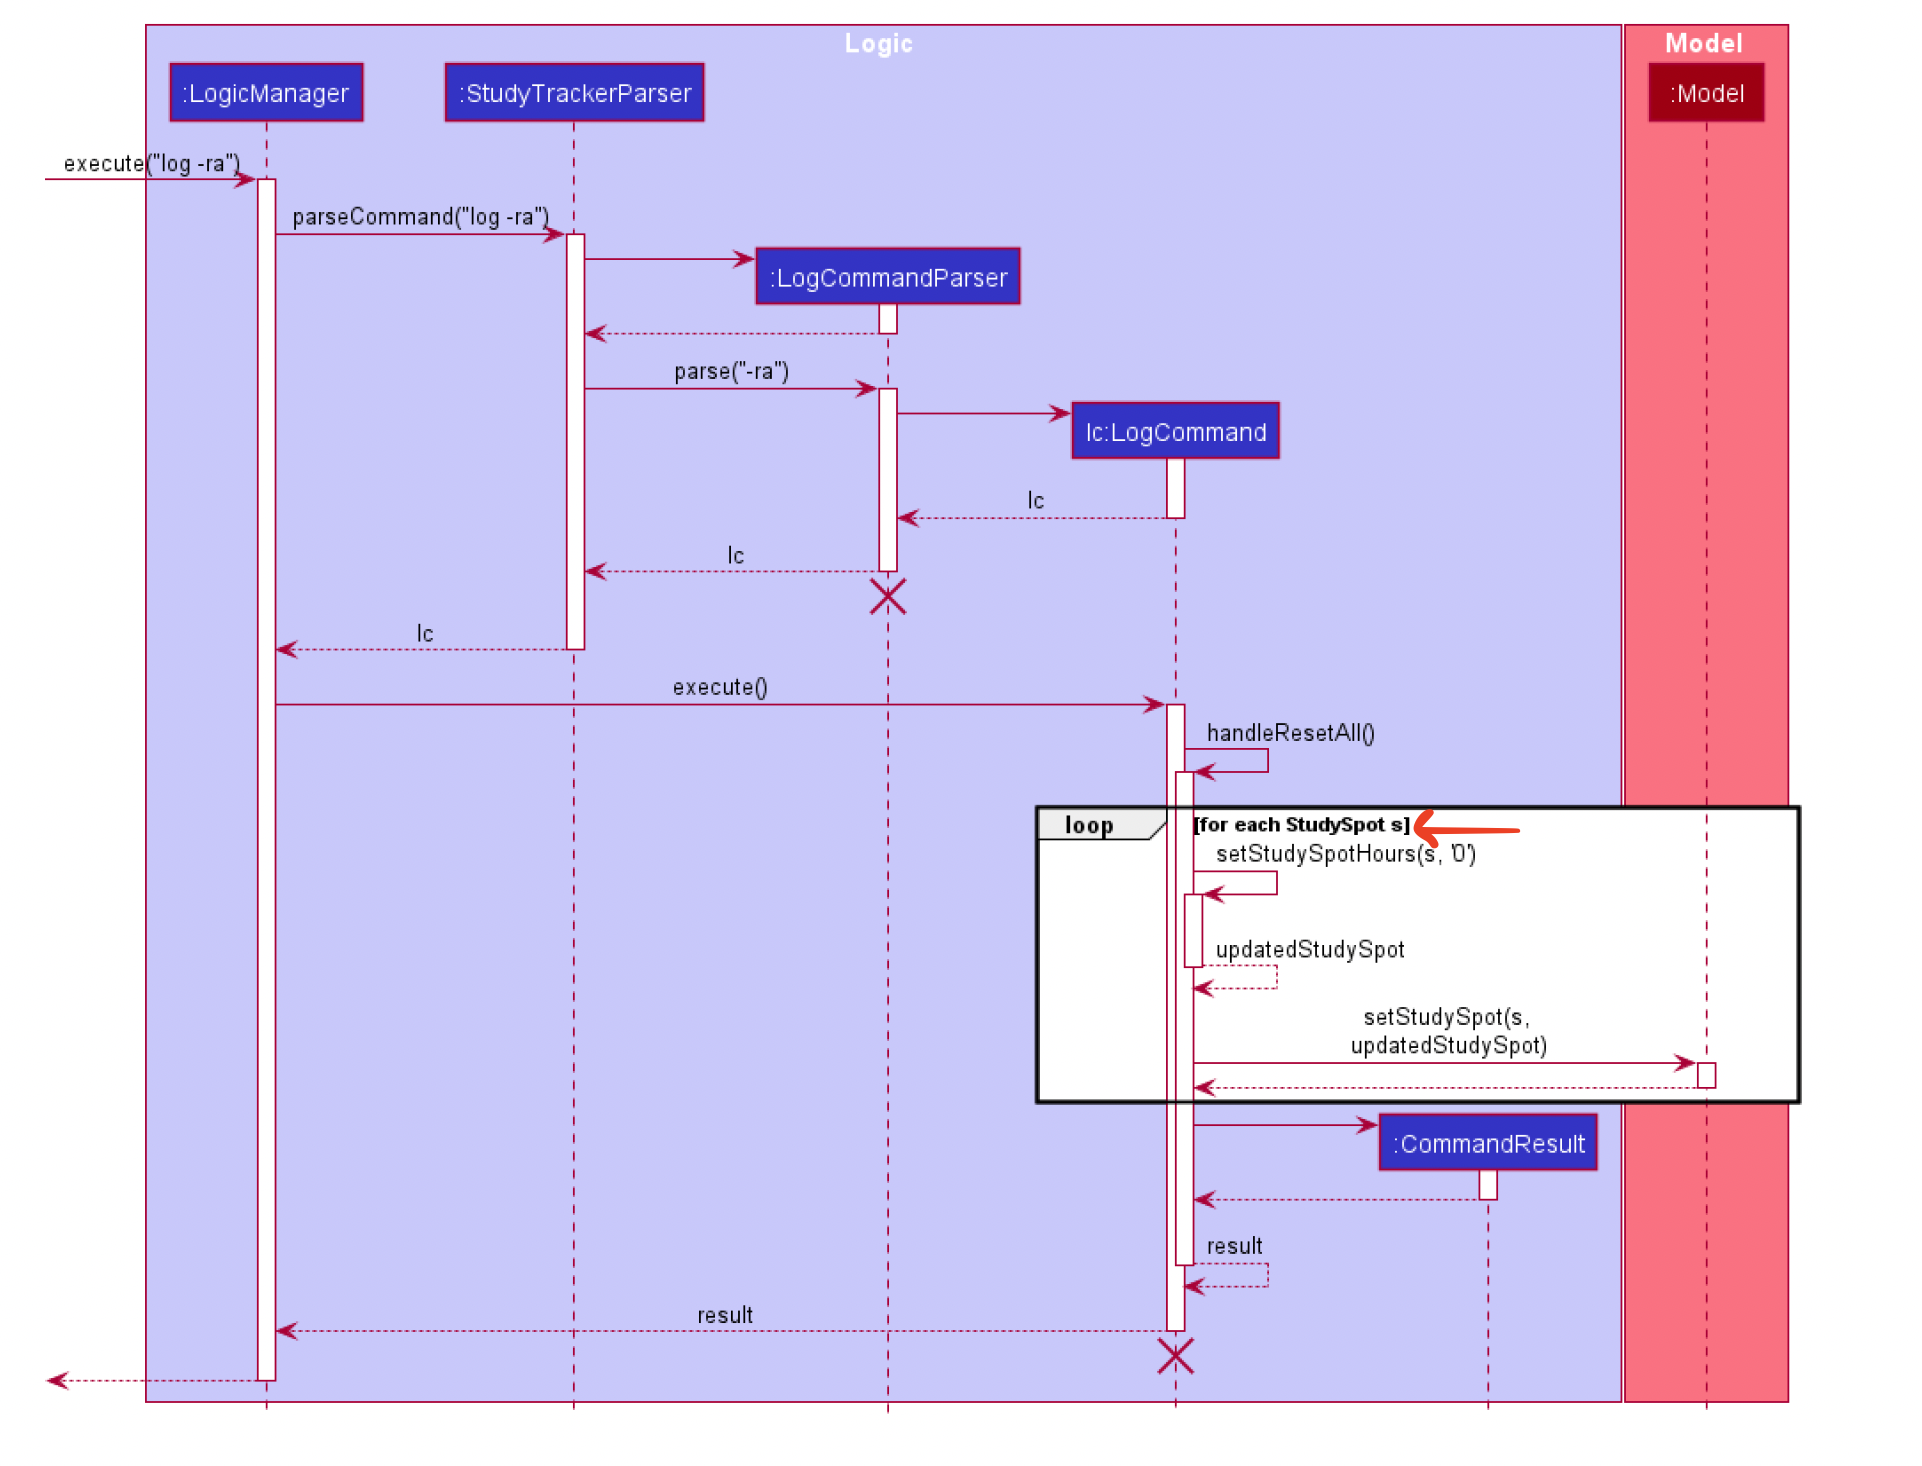 Logic
Model
:LogicManager
:StudyTrackerParser
:Model
execute("log -ra")
parseCommand("log -ra")
:LogCommandParser
parse("-ra")
lc:LogCommand
lc
lc
lc
execute()
handleResetAll()
loop
[for each StudySpot s]
setStudySpotHours(s, '0')
updatedStudySpot
setStudySpot(s,
updatedStudySpot)
:CommandResult
result
result